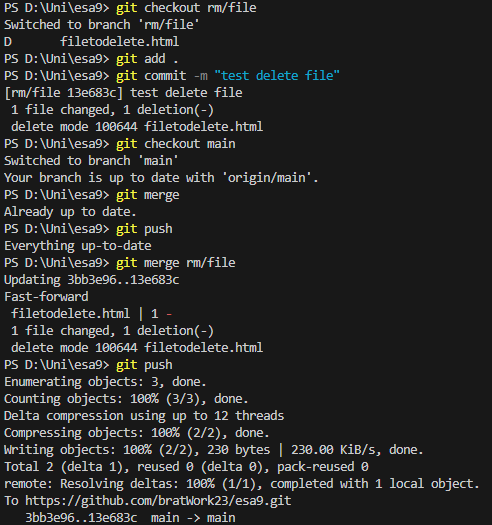 PS D:\Uni\esa9> git checkout rm/file
Switched to branch 'rm/file'
D       filetodelete.html
PS D:\Uni\esa9> git add .
PS D:\Uni\esa9> git commit -m "test delete file"
[rm/file 13e683c] test delete file
 1 file changed, 1 deletion(-)
 delete mode 100644 filetodelete.html
PS D:\Uni\esa9> git checkout main
Switched to branch 'main'
Your branch is up to date with 'origin/main'.
PS D:\Uni\esa9> git merge
Already up to date.
PS D:\Uni\esa9> git push
Everything up-to-date
PS D:\Uni\esa9> git merge rm/file
Updating 3bb3e96..13e683c
Fast-forward
 filetodelete.html | 1 -
 1 file changed, 1 deletion(-)
 delete mode 100644 filetodelete.html
PS D:\Uni\esa9> git push
Enumerating objects: 3, done.
Counting objects: 100% (3/3), done.
Delta compression using up to 12 threads
Compressing objects: 100% (2/2), done.
Writing objects: 100% (2/2), 230 bytes | 230.00 KiB/s, done.
Total 2 (delta 1), reused 0 (delta 0), pack-reused 0
remote: Resolving deltas: 100% (1/1), completed with 1 local object.
To https://github.com/bratWork23/esa9.git
   3bb3e96..13e683c  main -> main